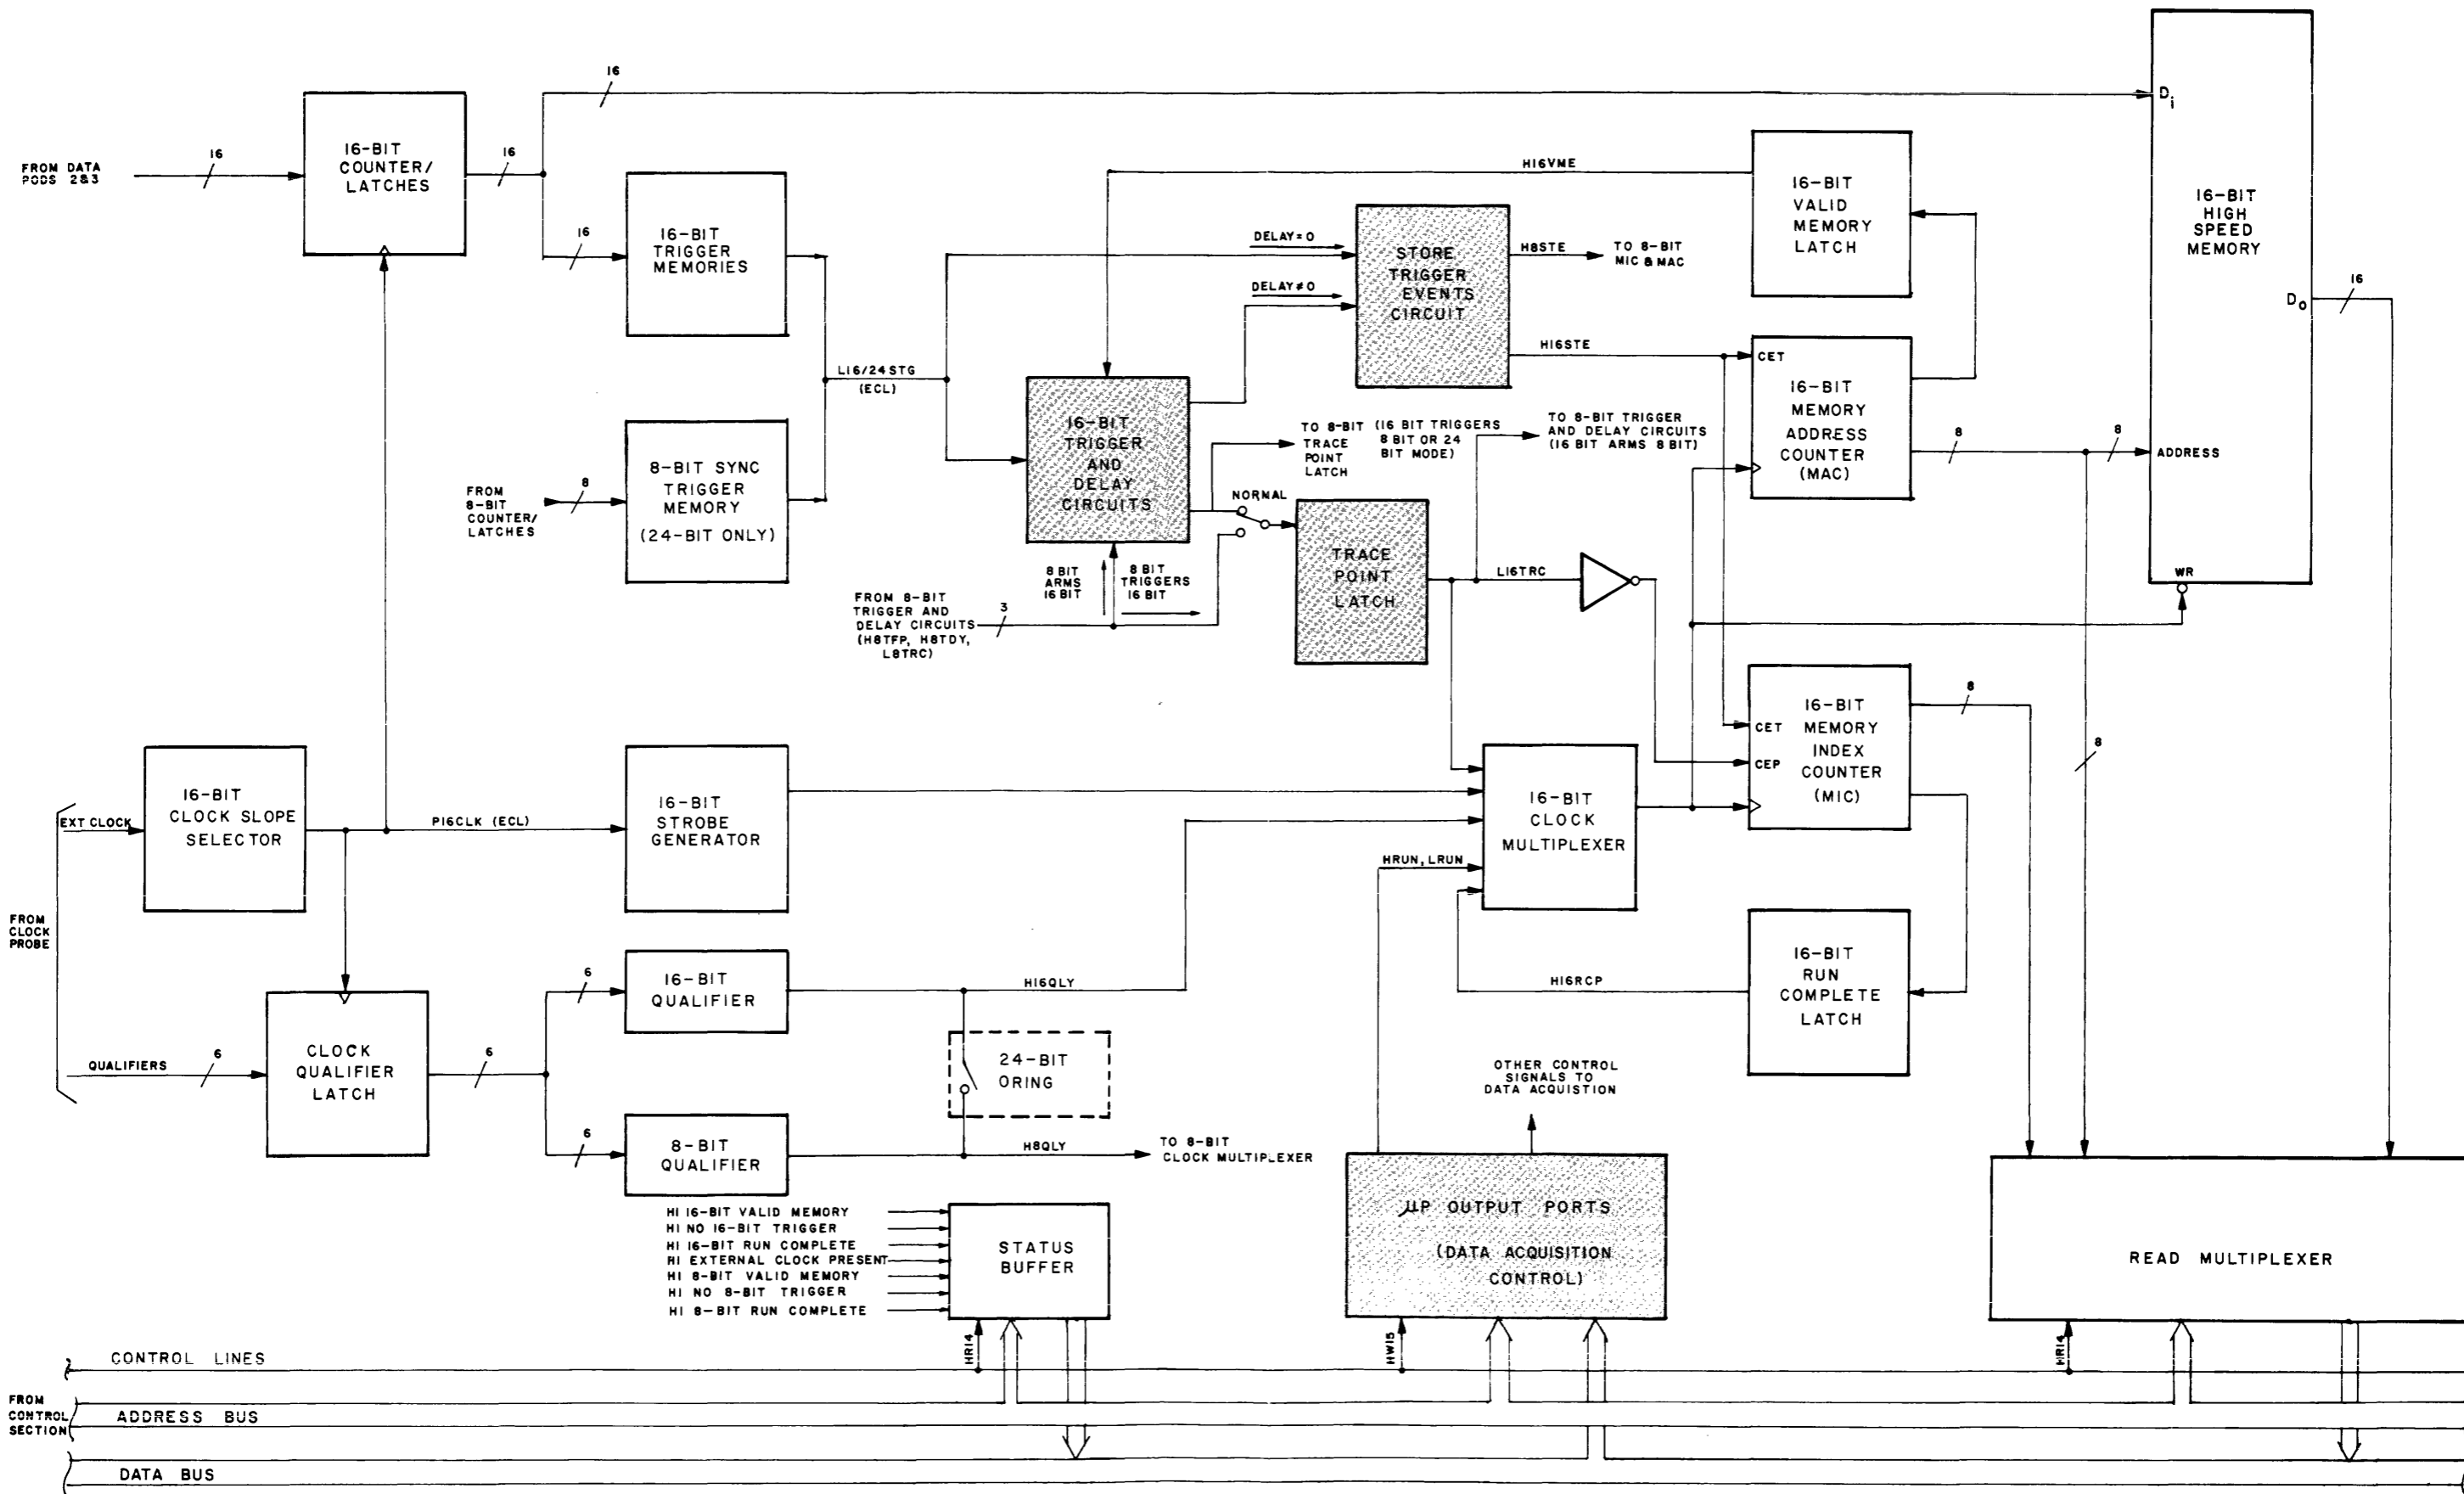 16
D i
FROM DATA
PODS 2&3
16
16-BIT
COUNTER/
LATCHES
16
16
16-BIT
TRIGGER
MEMORIES
H16VME
16-BIT
VALID
MEMORY
LATCH
16-BIT
HIGH
SPEED
MEMORY
DELAY=0
DELAY≠0
STORE
TRIGGER
EVENTS
CIRCUIT
H8STE
TO 8-BIT
MIC & MAC
D o
16
H16STE
CET
16-BIT
MEMORY
ADDRESS
COUNTER
(MAC)
8
8
ADDRESS
L16/24STG
(ECL)
16-BIT
TRIGGER
AND
DELAY
CIRCUITS
TO 8-BIT
TRACE
POINT
LATCH
(16 BIT TRIGGERS
8 BIT OR 24
BIT MODE)
TO 8-BIT TRIGGER
AND DELAY CIRCUITS
(16 BIT ARMS 8 BIT)
FROM
8-BIT
COUNTER/
LATCHES
8
8-BIT SYNC
TRIGGER
MEMORY
(24-BIT ONLY)
NORMAL
TRACE
POINT
LATCH
L16TRC
WR
8 BIT
ARMS
16 BIT
8 BIT
TRIGGERS
16 BIT
FROM 8-BIT
TRIGGER AND
DELAY CIRCUITS
(H8TFP, H8TDY,
L8TRC)
3
CET
CEP
16-BIT
MEMORY
INDEX
COUNTER
(MIC)
8
8
FROM
CLOCK
PROBE
EXT CLOCK
16-BIT
CLOCK SLOPE
SELECTOR
P16CLK (ECL)
16-BIT
STROBE
GENERATOR
16-BIT
CLOCK
MULTIPLEXER
HRUN, LRUN
H16RCP
16-BIT
RUN
COMPLETE
LATCH
QUALIFIERS
6
CLOCK
QUALIFIER
LATCH
6
6
16-BIT
QUALIFIER
H16QLY
24-BIT
ORING
6
8-BIT
QUALIFIER
H8QLY
TO 8-BIT
CLOCK MULTIPLEXER
OTHER CONTROL
SIGNALS TO
DATA ACQUISTION
HI 16-BIT VALID MEMORY
HI NO 16-BIT TRIGGER
HI 16-BIT RUN COMPLETE
HI EXTERNAL CLOCK PRESENT
HI 8-BIT VALID MEMORY
HI NO 8-BIT TRIGGER
HI 8-BIT RUN COMPLETE
STATUS
BUFFER
μP OUTPUT PORTS
(DATA ACQUISITION
CONTROL)
READ MULTIPLEXER
HR14
HW15
HR14
FROM
CONTROL
SECTION
CONTROL LINES
ADDRESS BUS
DATA BUS